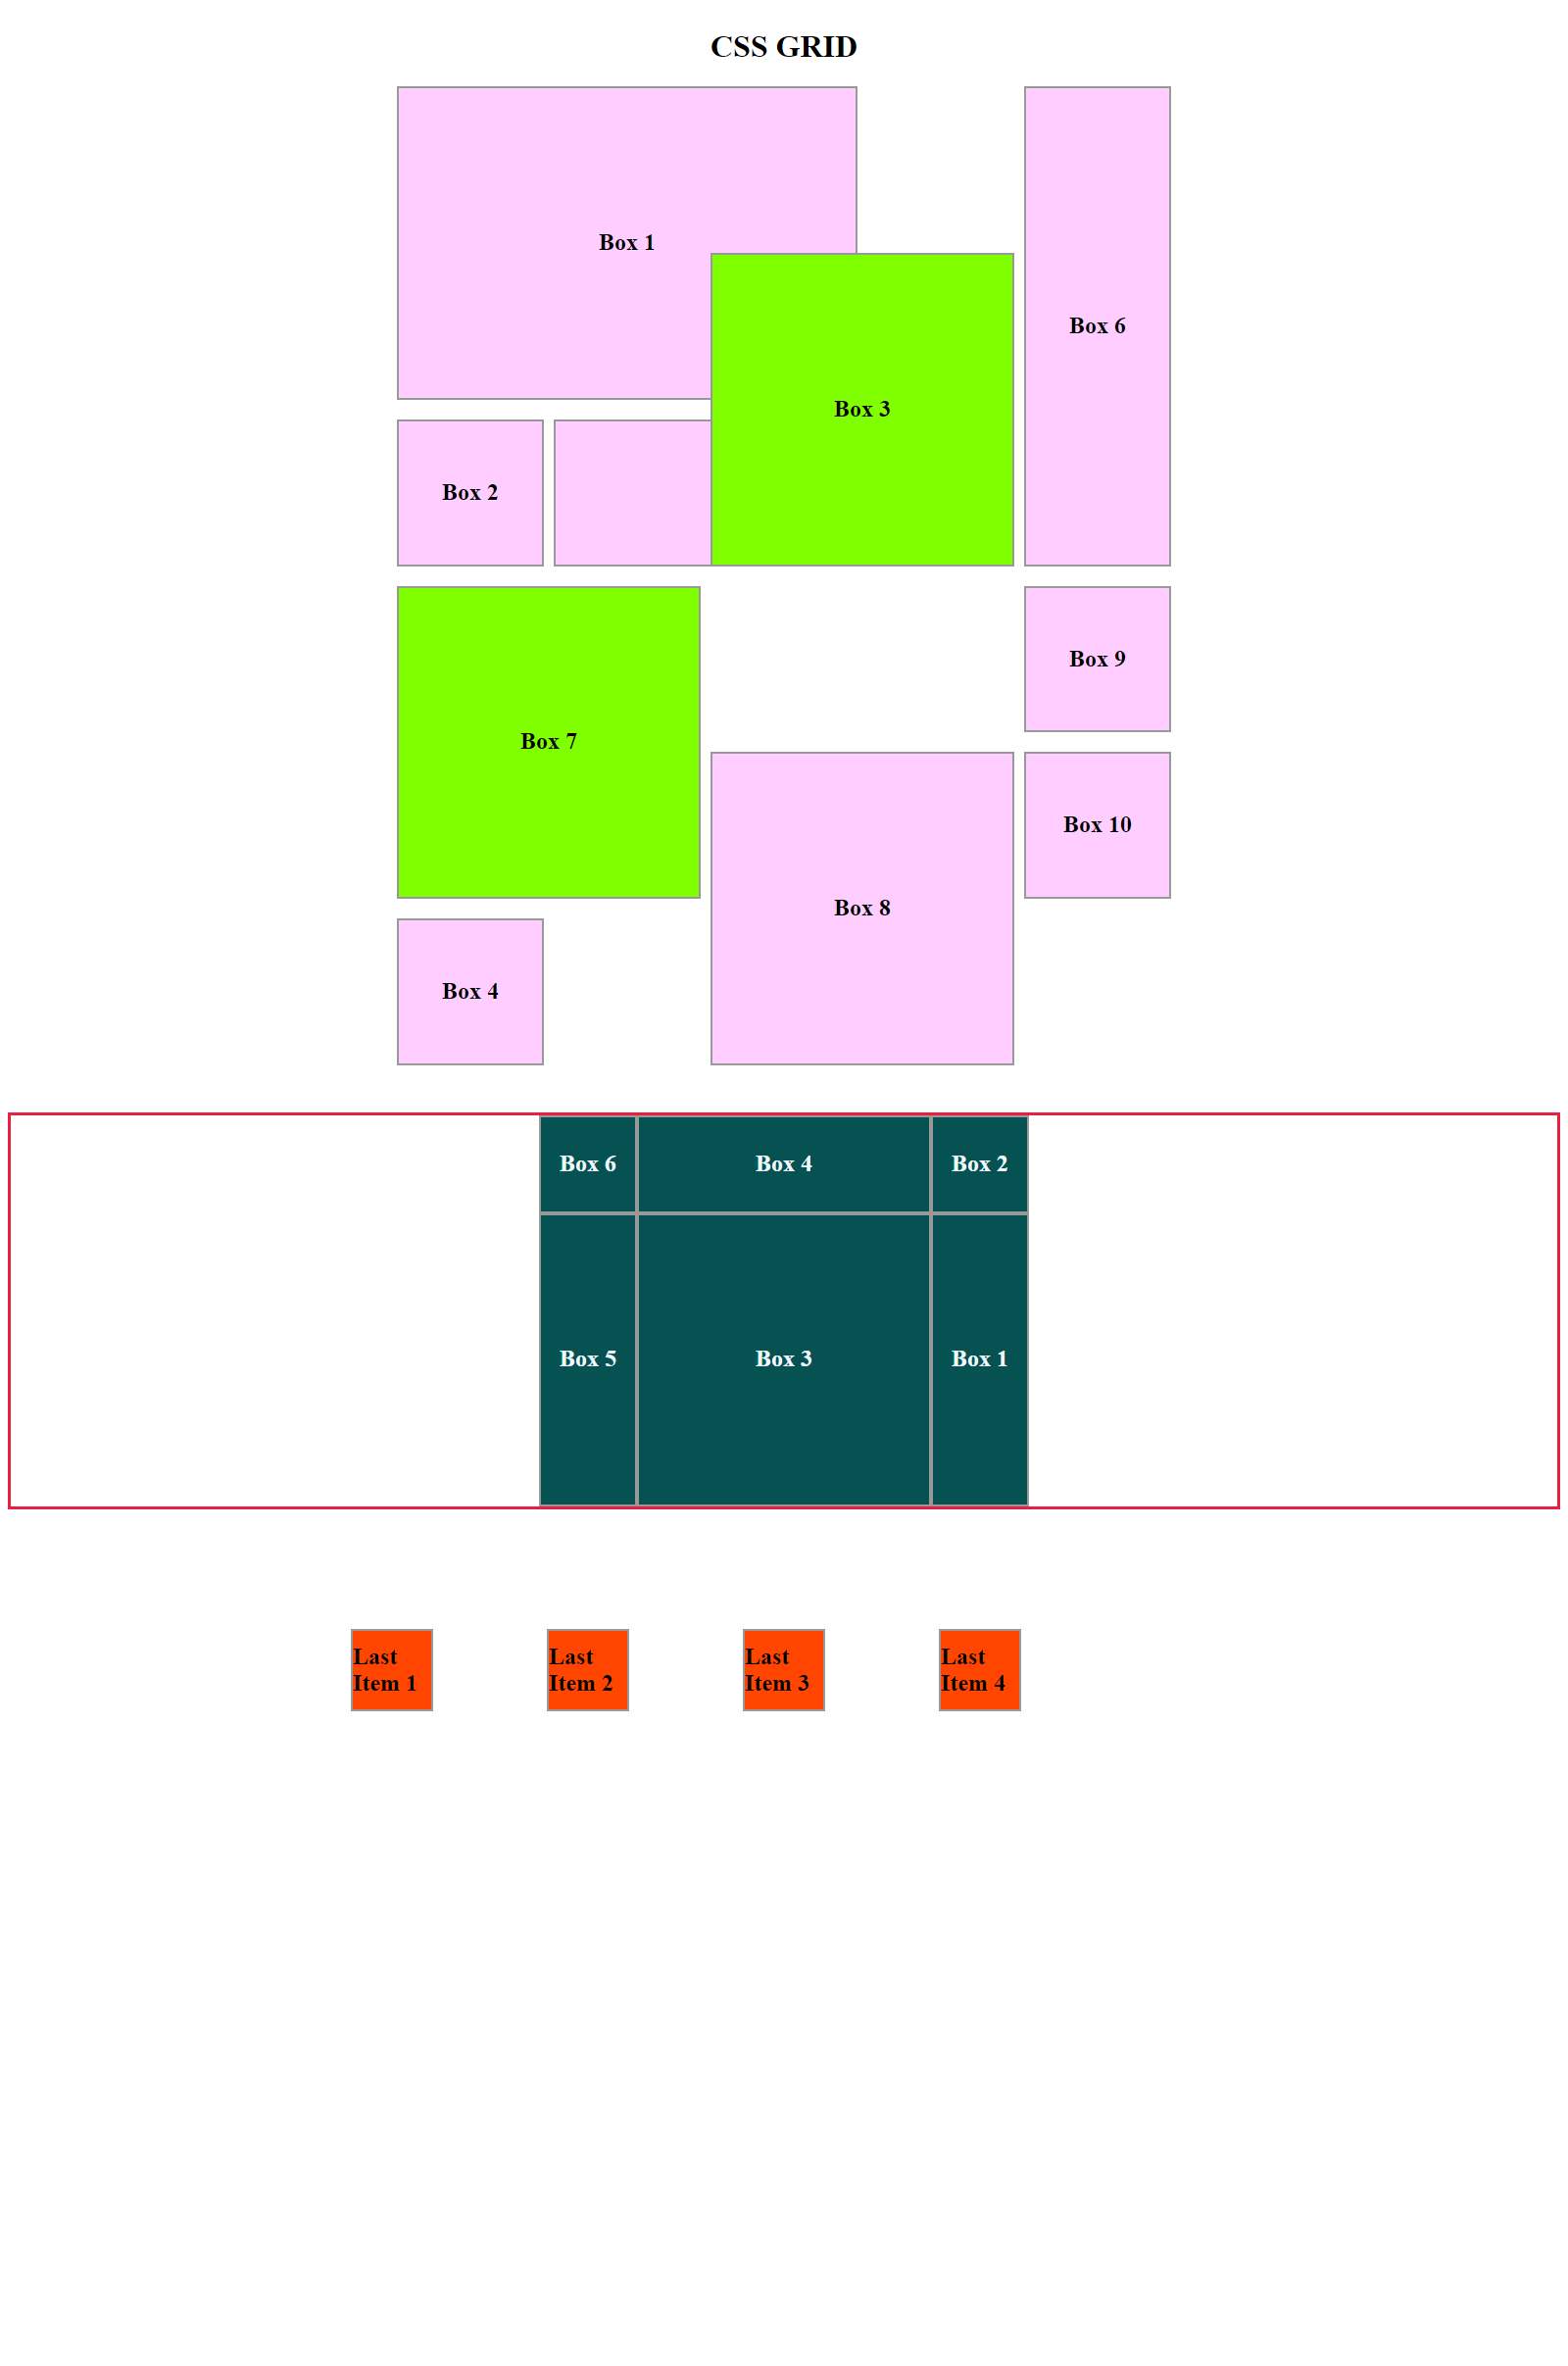 CSS GRID
Box 1
Box 6
Box 3
Box 2
Box 9
Box 7
Box 10
Box 8
Box 4
Box 6
Box 4
Box 2
Box 5
Box 3
Box 1
Last
Item 1
Last
Item 2
Last
Item 3
Last
Item 4